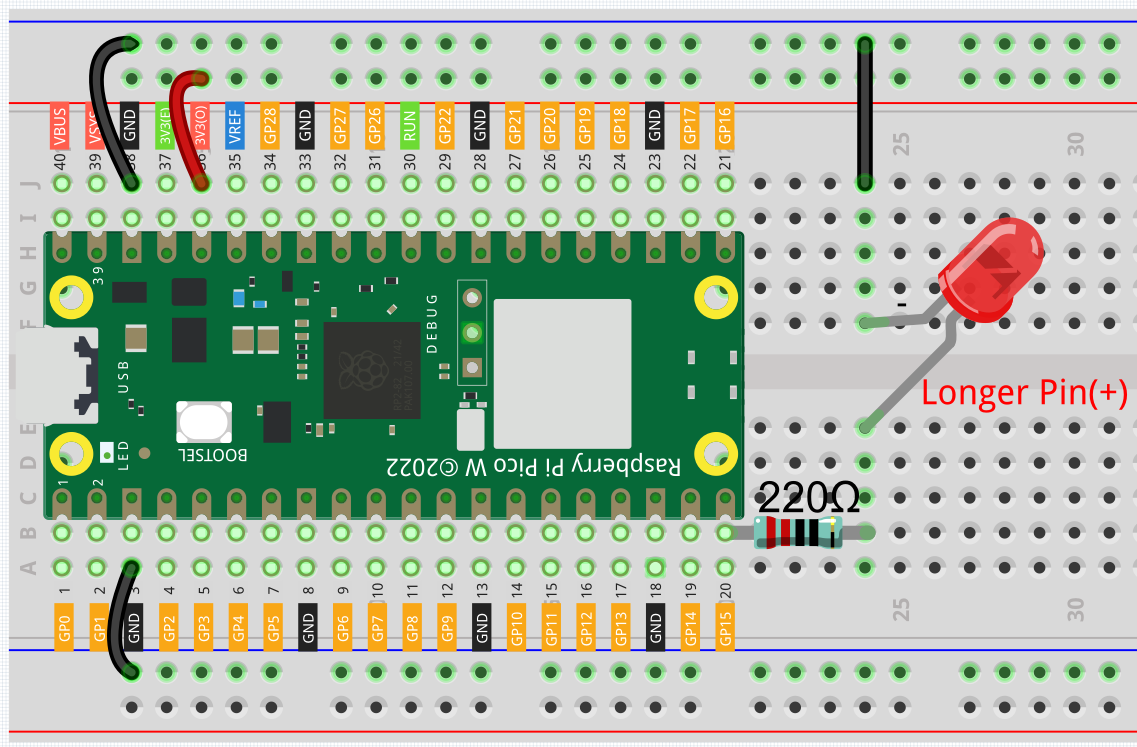 VBUS VSYS GND 3V3(E) 3V3(O) VREF GP28 GND GP27 GP26 RUN GP22 GND GP21 GP20 GP19 GP18 GND GP17 GP16
40 39 38 37 36 35 34 33 32 31 30 29 28 27 26 25 24 23 22 21
25 30
J
I
H
G
F
39
DEBUG
USB
-
Longer Pin(+)
E
D
C
B
A
LED
BOOTSEL
Raspberry Pi Pico W ©2022
1 2
220Ω
1 2 3 4 5 6 7 8 9 10 11 12 13 14 15 16 17 18 19 20
GP0 GP1 GND GP2 GP3 GP4 GP5 GND GP6 GP7 GP8 GP9 GND GP10 GP11 GP12 GP13 GND GP14 GP15
25 30